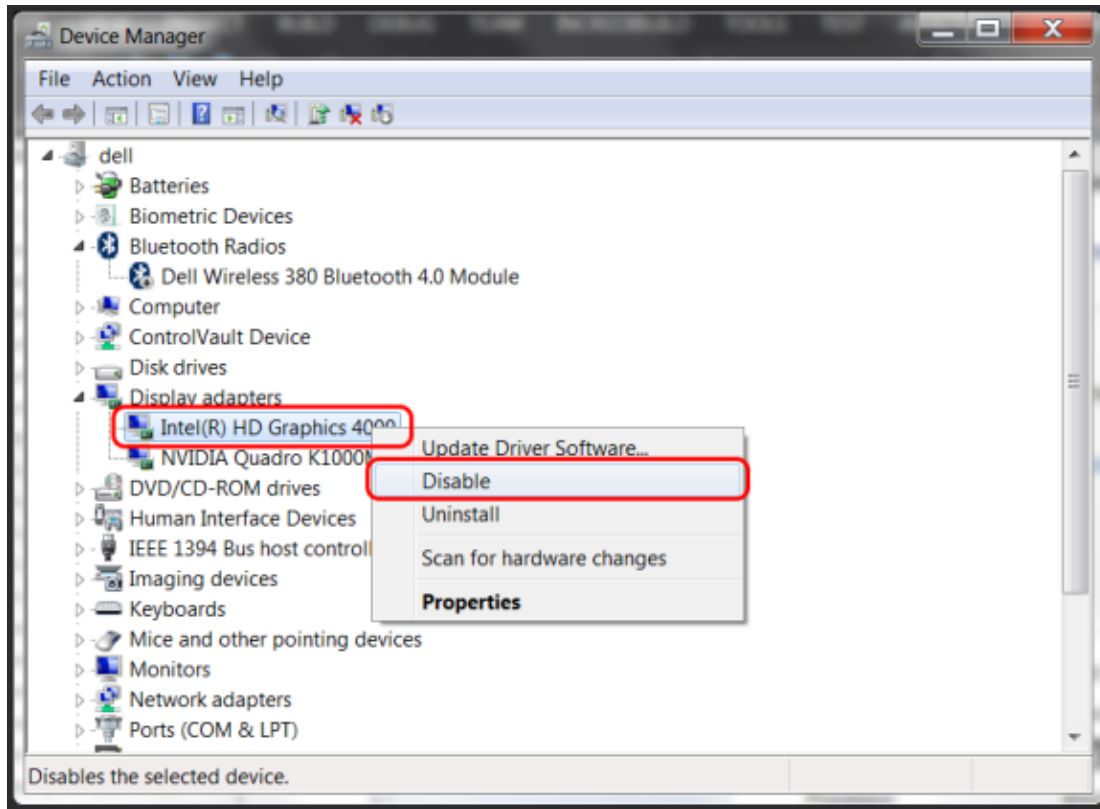 Device Manager
File Action View Help
dell
Batteries
Biometric Devices
Bluetooth Radios
Dell Wireless 380 Bluetooth 4.0 Module
Computer
ControlVault Device
Disk drives
Display adapters
Intel(R) HD Graphics 4000
NVIDIA Quadro K1000M
DVD/CD-ROM drives
Human Interface Devices
IEEE 1394 Bus host controll
Imaging devices
Keyboards
Mice and other pointing devices
Monitors
Network adapters
Ports (COM & LPT)
Update Driver Software...
Disable
Uninstall
Scan for hardware changes
Properties
Disables the selected device.